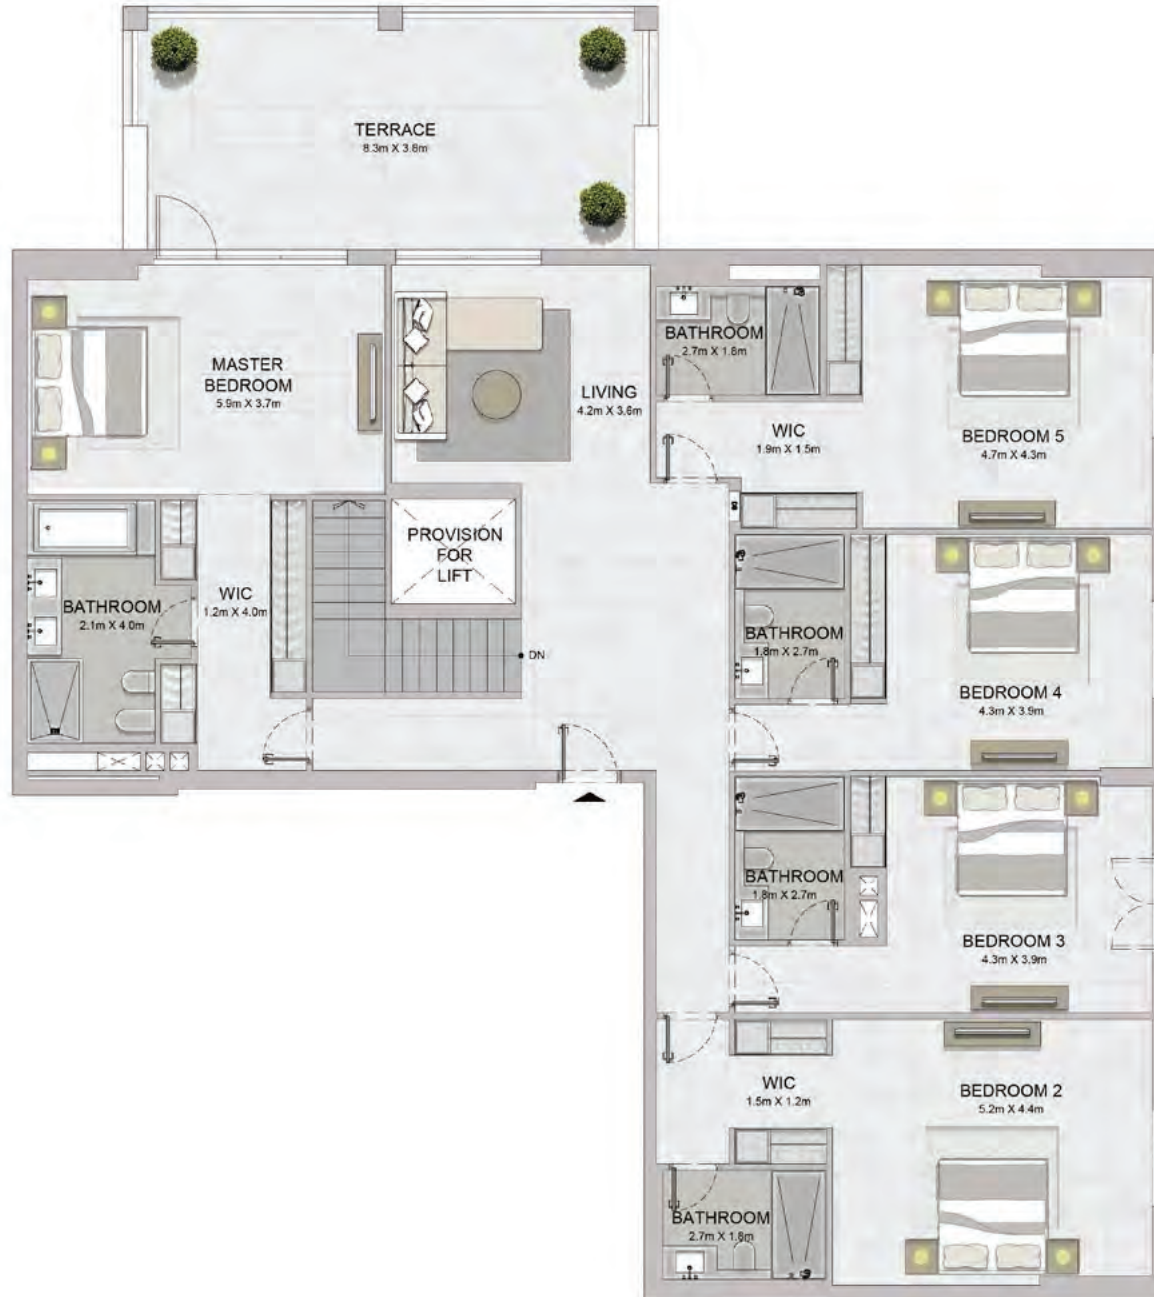 TERRACE
8.3m X 3.8m
MASTER
BEDROOM
5.9m X 3.7m
LIVING
4.2m X 3.6m
BATHROOM
2.7m X 1.8m
WIC
1.9m X 1.5m
BEDROOM 5
4.7m X 4.3m
PROVISION
FOR
LIFT
BATHROOM
2.1m X 4.0m
WIC
1.2m X 4.0m
DN
BATHROOM
1.8m X 2.7m
BEDROOM 4
4.3m X 3.9m
BATHROOM
1.8m X 2.7m
BEDROOM 3
4.3m X 3.9m
WIC
1.5m X 1.2m
BEDROOM 2
5.2m X 4.4m
BATHROOM
2.7m X 1.8m